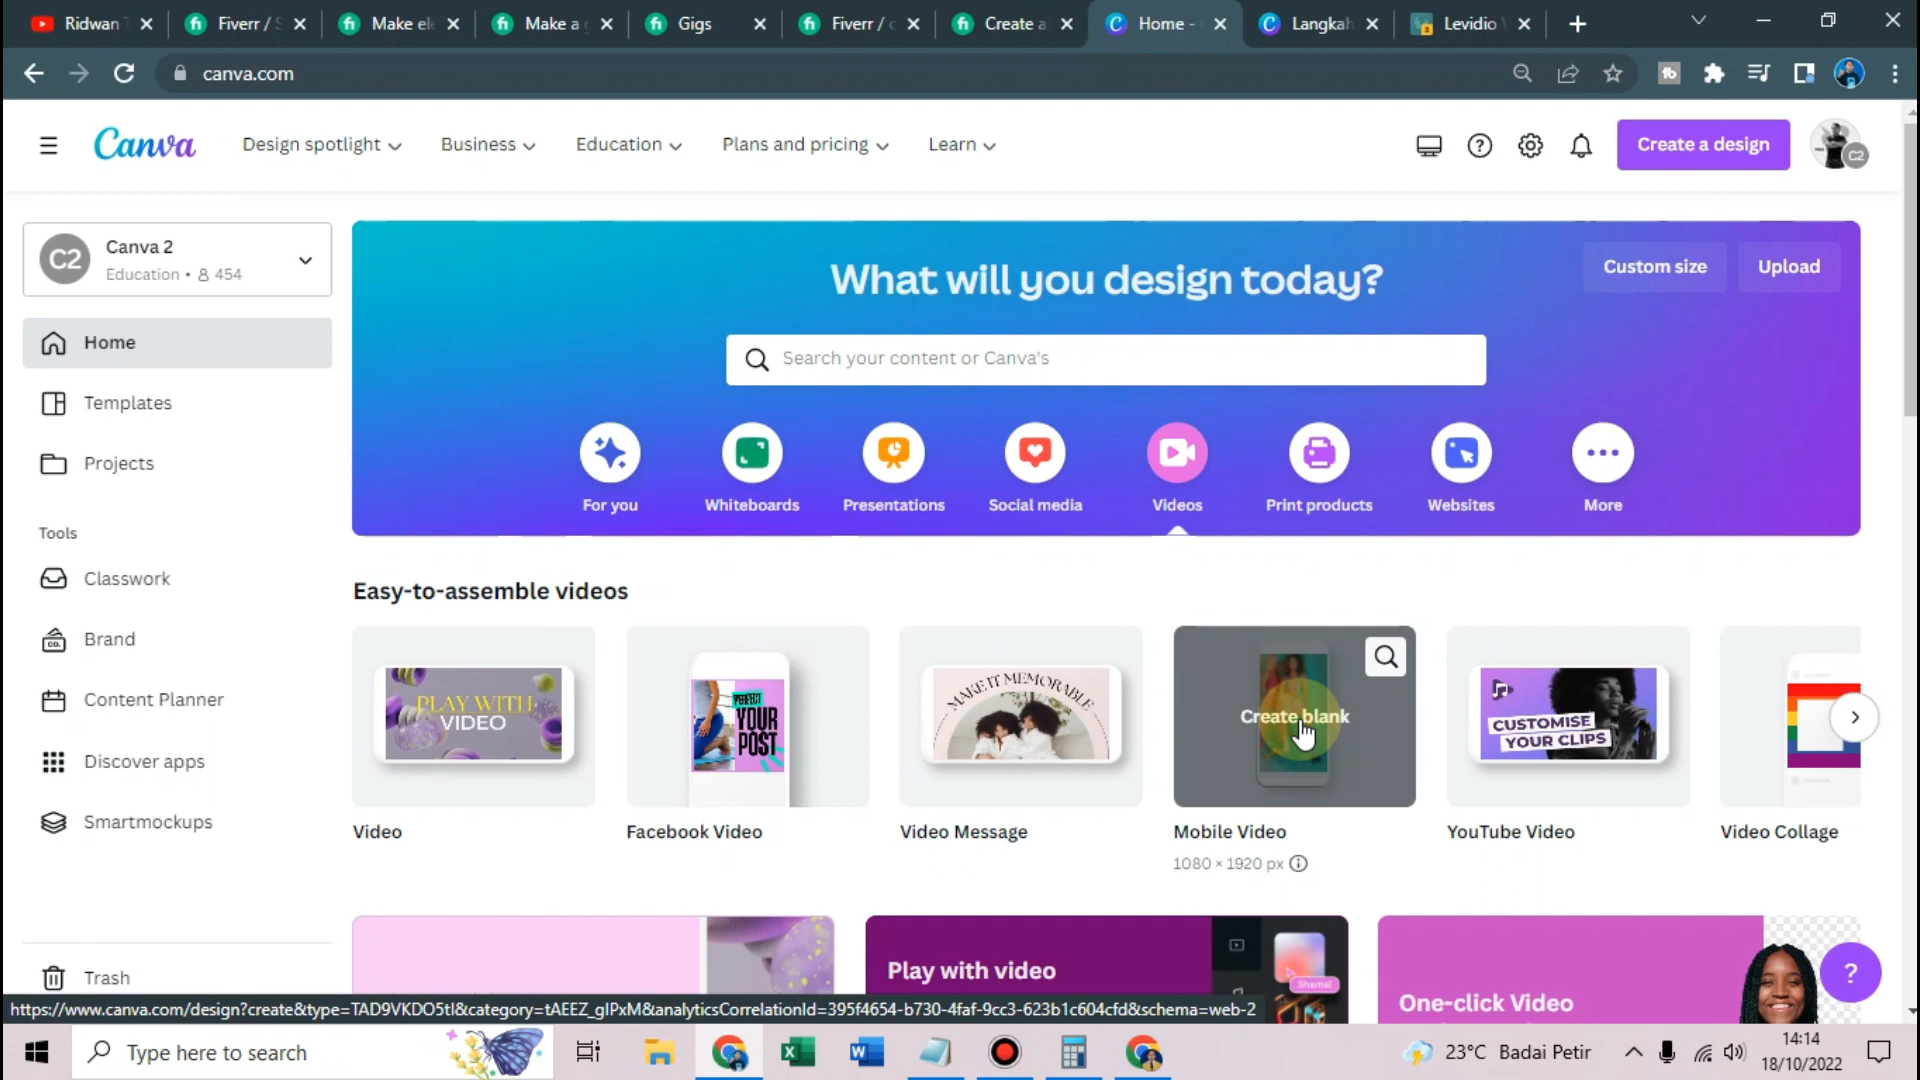 Ridwan
Fiverr / S
Make ele
Make a g
Gigs
Fiverr / c
Create a
Home -
Langkah
Levidio
canva.com
Canva
Design spotlight
Business
Education
Plans and pricing
Learn
Create a design
C2
C2
Canva 2
Education • 454
Home
Templates
Projects
Tools
Classwork
Brand
Content Planner
Discover apps
Smartmockups
Trash
What will you design today?
Custom size
Upload
Search your content or Canva's
For you
Whiteboards
Presentations
Social media
Videos
Print products
Websites
More
Easy-to-assemble videos
PLAY WITH
VIDEO
PERFECT
YOUR
POST
MAKE IT MEMORABLE
Create blank
CUSTOMISE
YOUR CLIPS
Video
Facebook Video
Video Message
Mobile Video
1080 × 1920 px
YouTube Video
Video Collage
Play with video
Shamal
One-click Video
?
https://www.canva.com/design?create&type=TAD9VKDO5tI&category=tAEEZ_gIPxM&analyticsCorrelationId=395f4654-b730-4faf-9cc3-623b1c604cfd&schema=web-2
Type here to search
23°C Badai Petir
14:14
18/10/2022